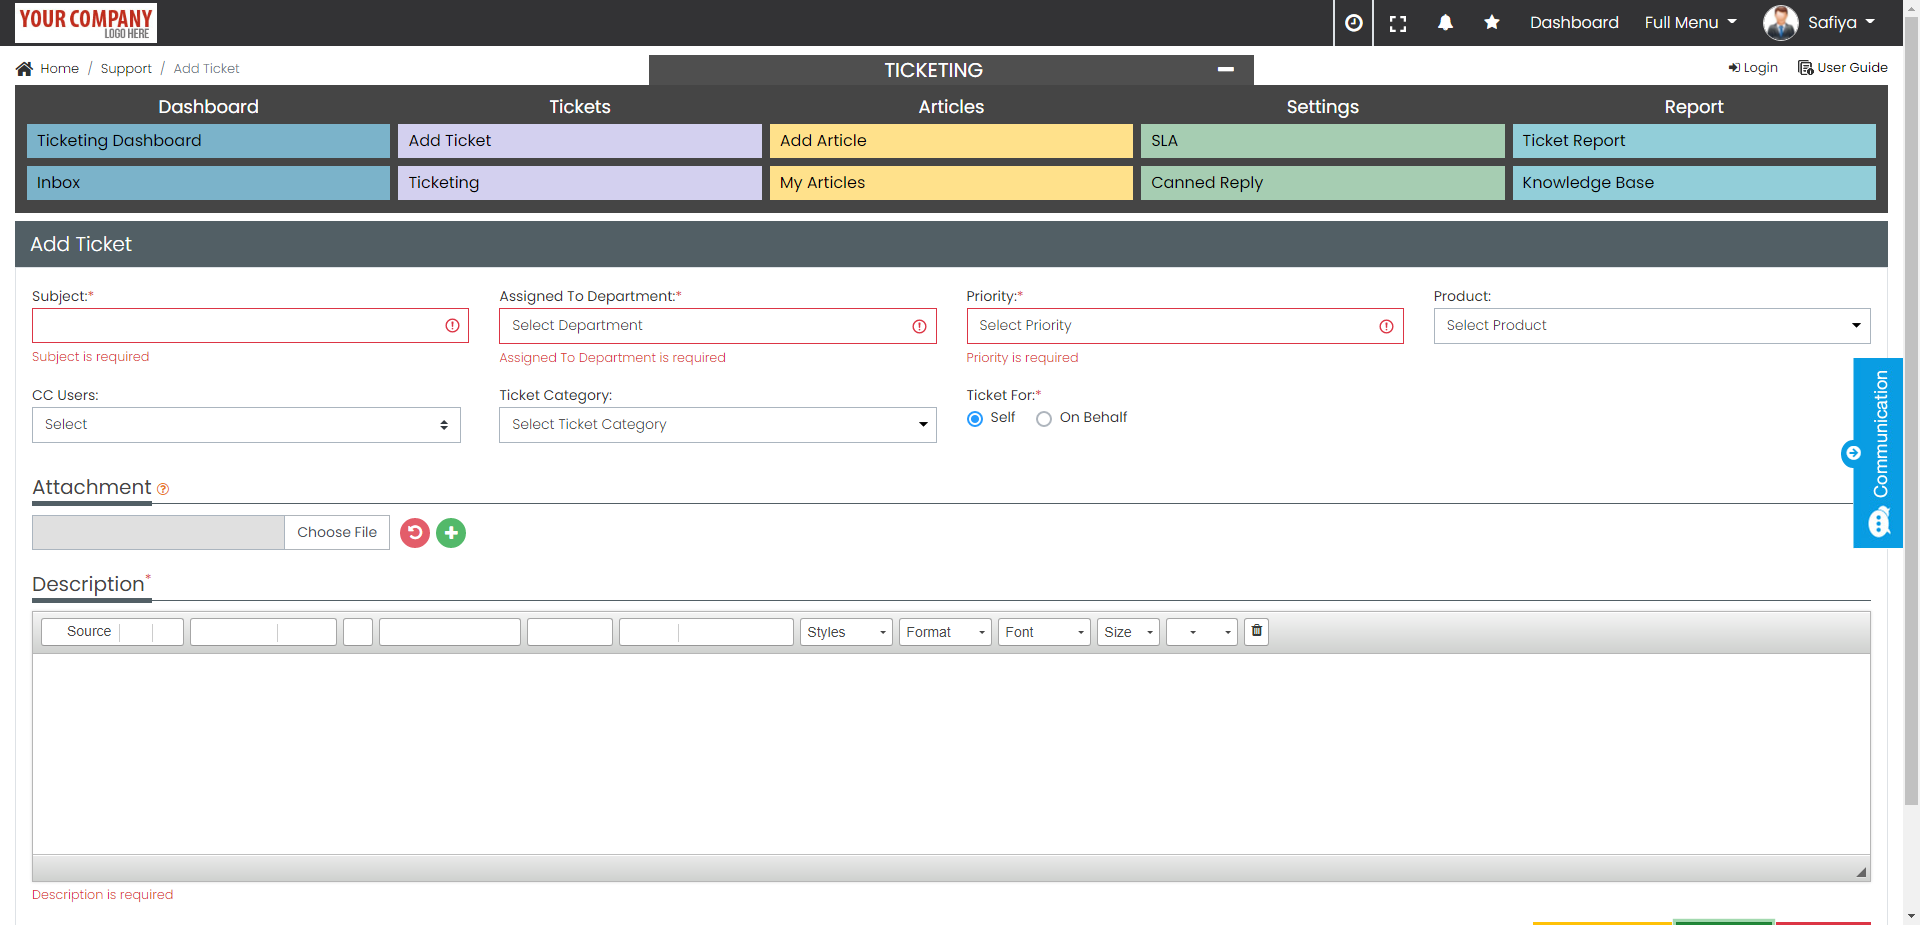 YOUR COMPANY
LOGO HERE
Dashboard
Full Menu
Safiya
Home / Support / Add Ticket
TICKETING
Login
User Guide
Dashboard
Tickets
Articles
Settings
Report
Ticketing Dashboard
Add Ticket
Add Article
SLA
Ticket Report
Inbox
Ticketing
My Articles
Canned Reply
Knowledge Base
Add Ticket
Subject:*
Assigned To Department:*
Priority:*
Product:
Select Department
Select Priority
Select Product
Subject is required
Assigned To Department is required
Priority is required
CC Users:
Ticket Category:
Ticket For:*
Select
Select Ticket Category
Self
On Behalf
Communication
Attachment
Choose File
Description*
Source
Styles
Format
Font
Size
Description is required